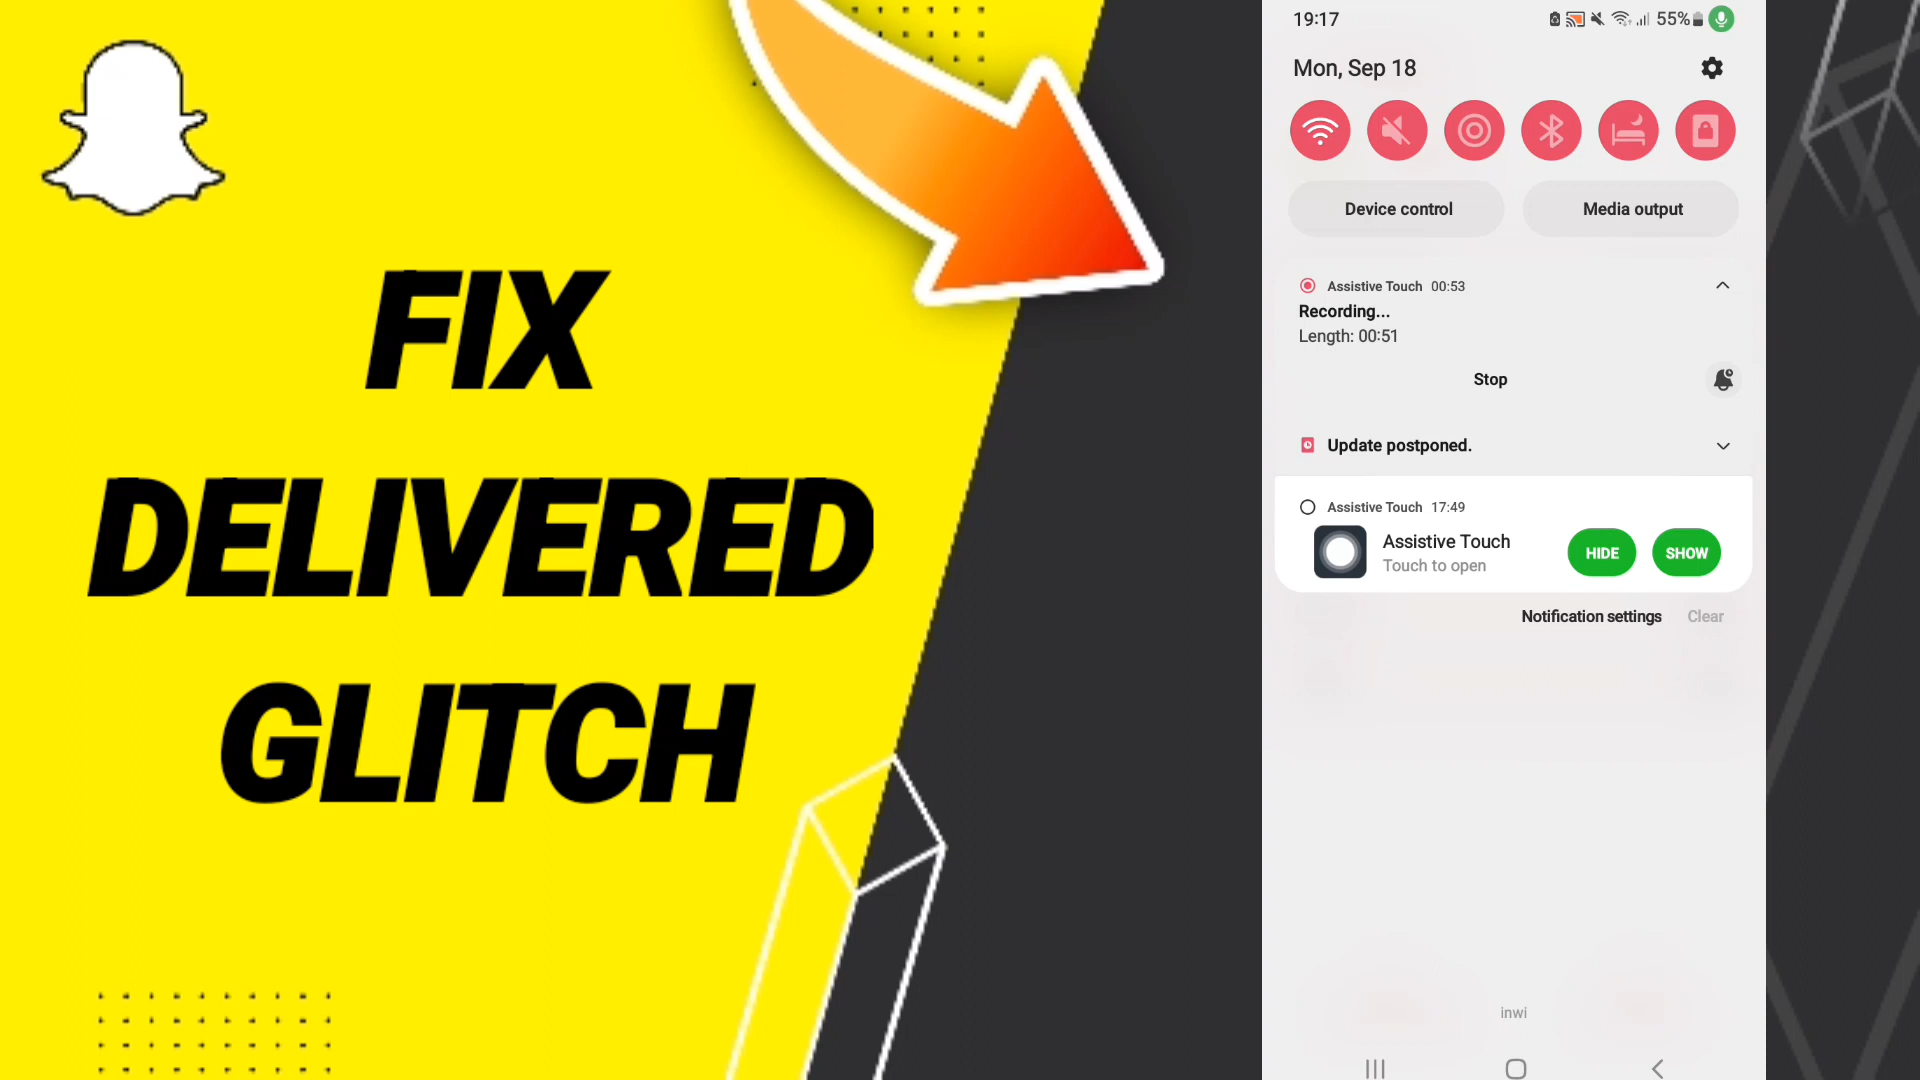 FIX
DELIVERED
GLITCH
19:17
55%
Mon, Sep 18
Device control
Media output
Assistive Touch 00:53
Recording...
Length: 00:51
Stop
Update postponed.
Assistive Touch 17:49
Assistive Touch
Touch to open
HIDE
SHOW
Notification settings
Clear
inwi